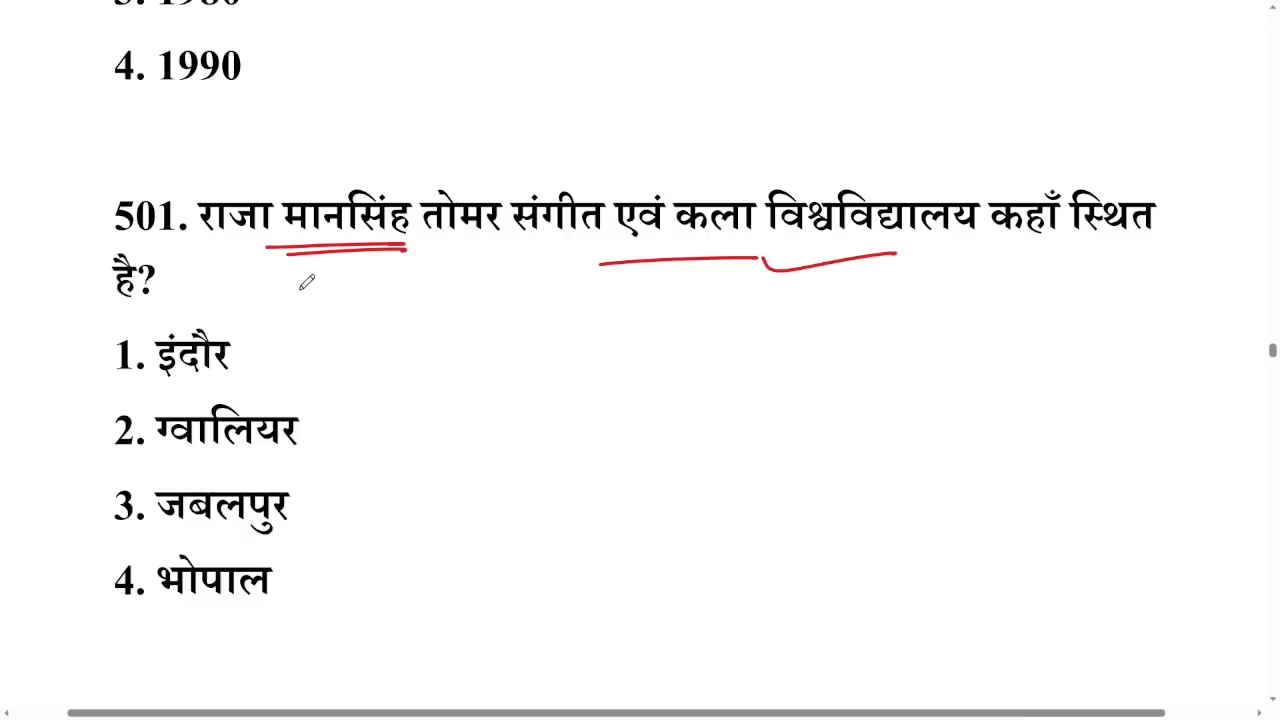 4. 1990
501. राजा मानसिंह तोमर संगीत एवं कला विश्वविद्यालय कहाँ स्थित
है?
1. इंदौर
2. ग्वालियर
3. जबलपुर
4. भोपाल